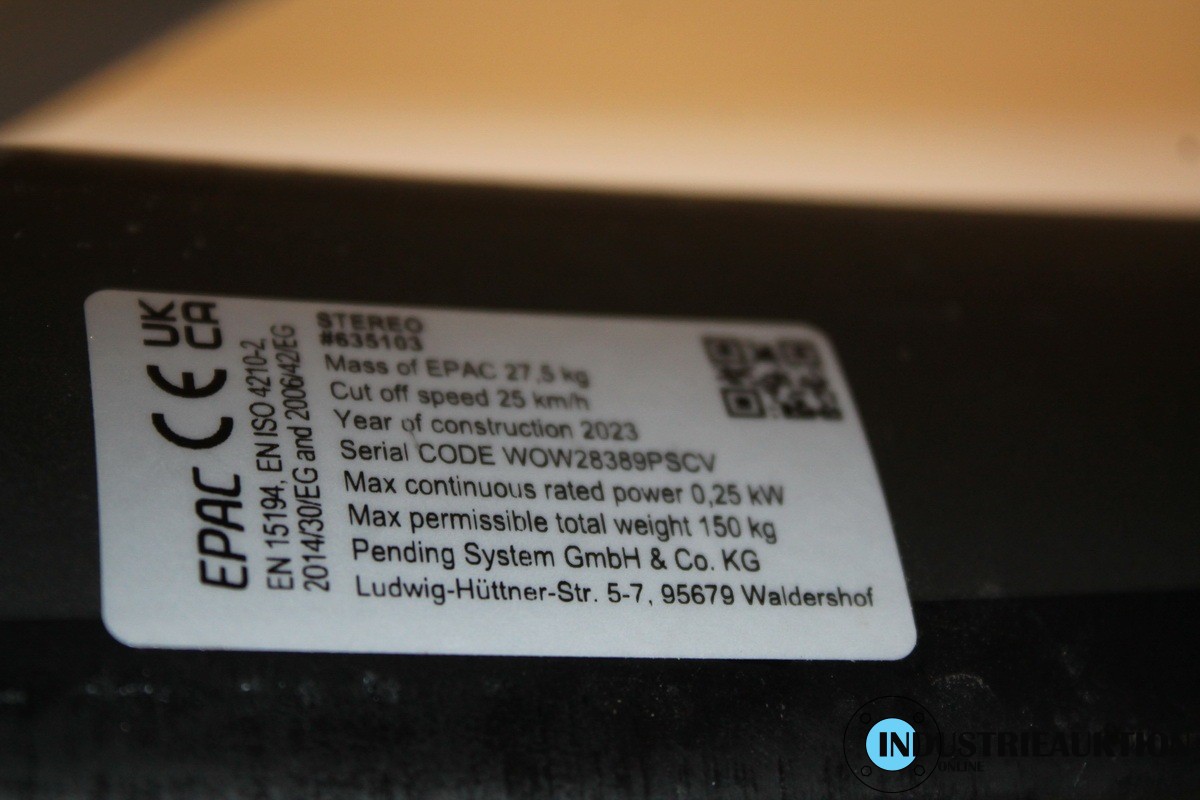 STEREO
#635103
Mass of EPAC 27,5 kg
Cut off speed 25 km/h
Year of construction 2023
Serial CODE WOW28389PSCV
Max continuous rated power 0,25 kW
Max permissible total weight 150 kg
Pending System GmbH & Co. KG
Ludwig-Hüttner-Str. 5-7, 95679 Waldershof
EPAC CE UK CA
EN 15194, EN ISO 4210-2
2014/30/EG and 2006/42/EG
INDUSTRIEAUKTION
ONLINE